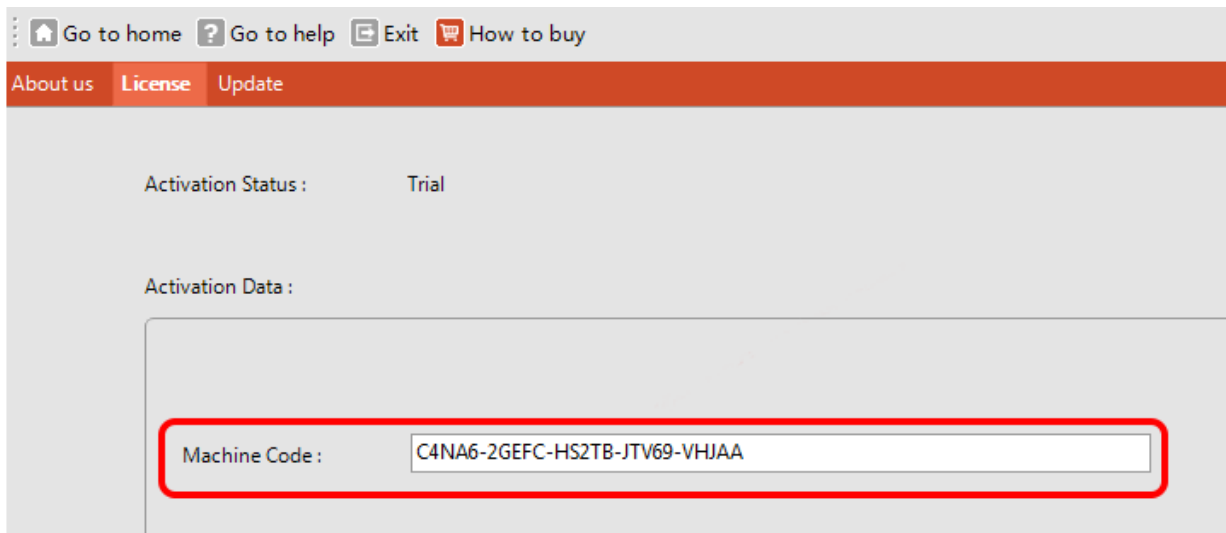 Go to home Go to help Exit How to buy
About us License Update
Activation Status : Trial
Activation Data :
Machine Code : C4NA6-2GEFC-HS2TB-JTV69-VHJAA